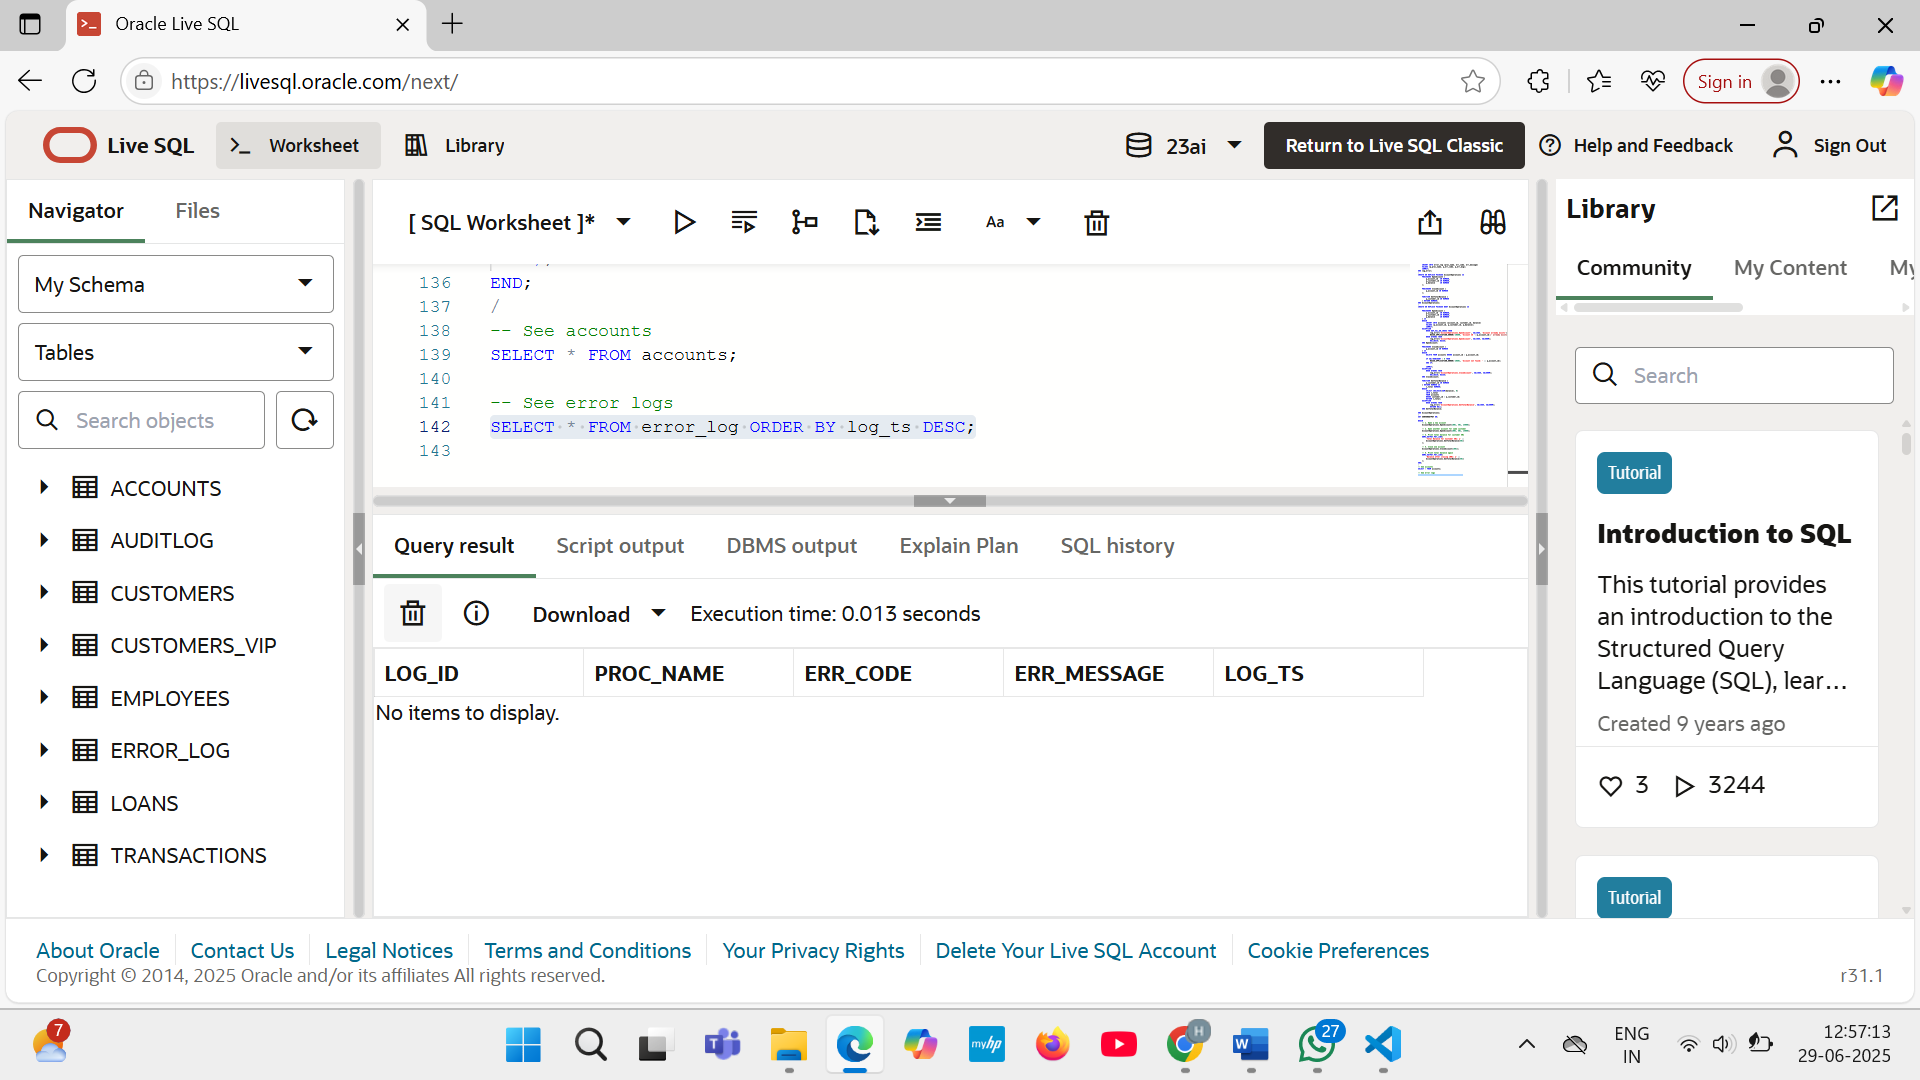 Oracle Live SQL
https://livesql.oracle.com/next/
Sign in
Live SQL
Worksheet
Library
23ai
Return to Live SQL Classic
Help and Feedback
Sign Out
Navigator
Files
My Schema
Tables
Search objects
ACCOUNTS
AUDITLOG
CUSTOMERS
CUSTOMERS_VIP
EMPLOYEES
ERROR_LOG
LOANS
TRANSACTIONS
[ SQL Worksheet ]*
Aa
136 END;
137 /
138 -- See accounts
139 SELECT * FROM accounts;
140
141 -- See error logs
142 SELECT * FROM error_log ORDER BY log_ts DESC;
143
Query result
Script output
DBMS output
Explain Plan
SQL history
Download
Execution time: 0.013 seconds
LOG_ID PROC_NAME ERR_CODE ERR_MESSAGE LOG_TS
No items to display.
Library
Community
My Content
My
Search
Tutorial
Introduction to SQL
This tutorial provides
an introduction to the
Structured Query
Language (SQL), lear...
Created 9 years ago
3 3244
Tutorial
About Oracle
Contact Us
Legal Notices
Terms and Conditions
Your Privacy Rights
Delete Your Live SQL Account
Cookie Preferences
Copyright © 2014, 2025 Oracle and/or its affiliates All rights reserved.
r31.1
7
T
myhp
H
W
27
ENG
IN
12:57:13
29-06-2025